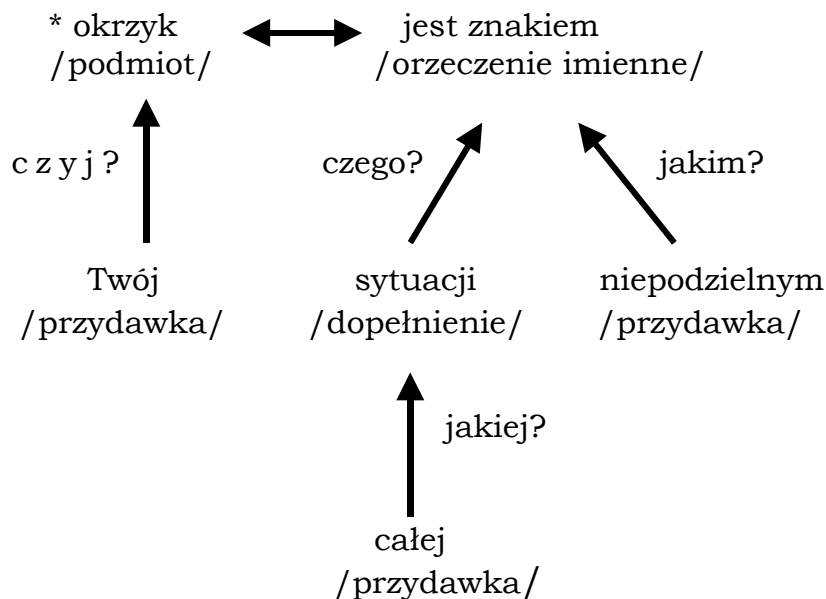 * okrzyk jest znakiem
/podmiot/ /orzeczenie imienne/
c z y j ? czego? jakim?
Twój sytuacji niepodzielnym
/przydawka/ /dopełnienie/ /przydawka/
jakiej?
całej
/przydawka/